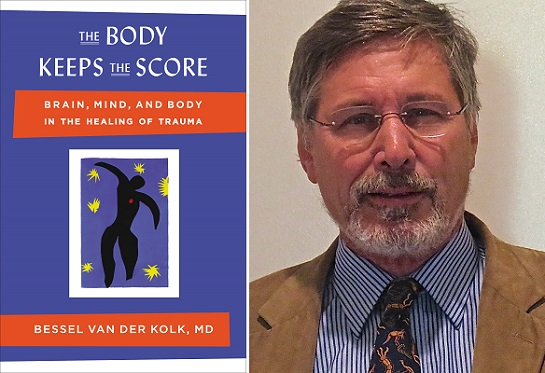 THE BODY
KEEPS THE SCORE
BRAIN, MIND, AND BODY
IN THE HEALING OF TRAUMA
BESSEL VAN DER KOLK, MD